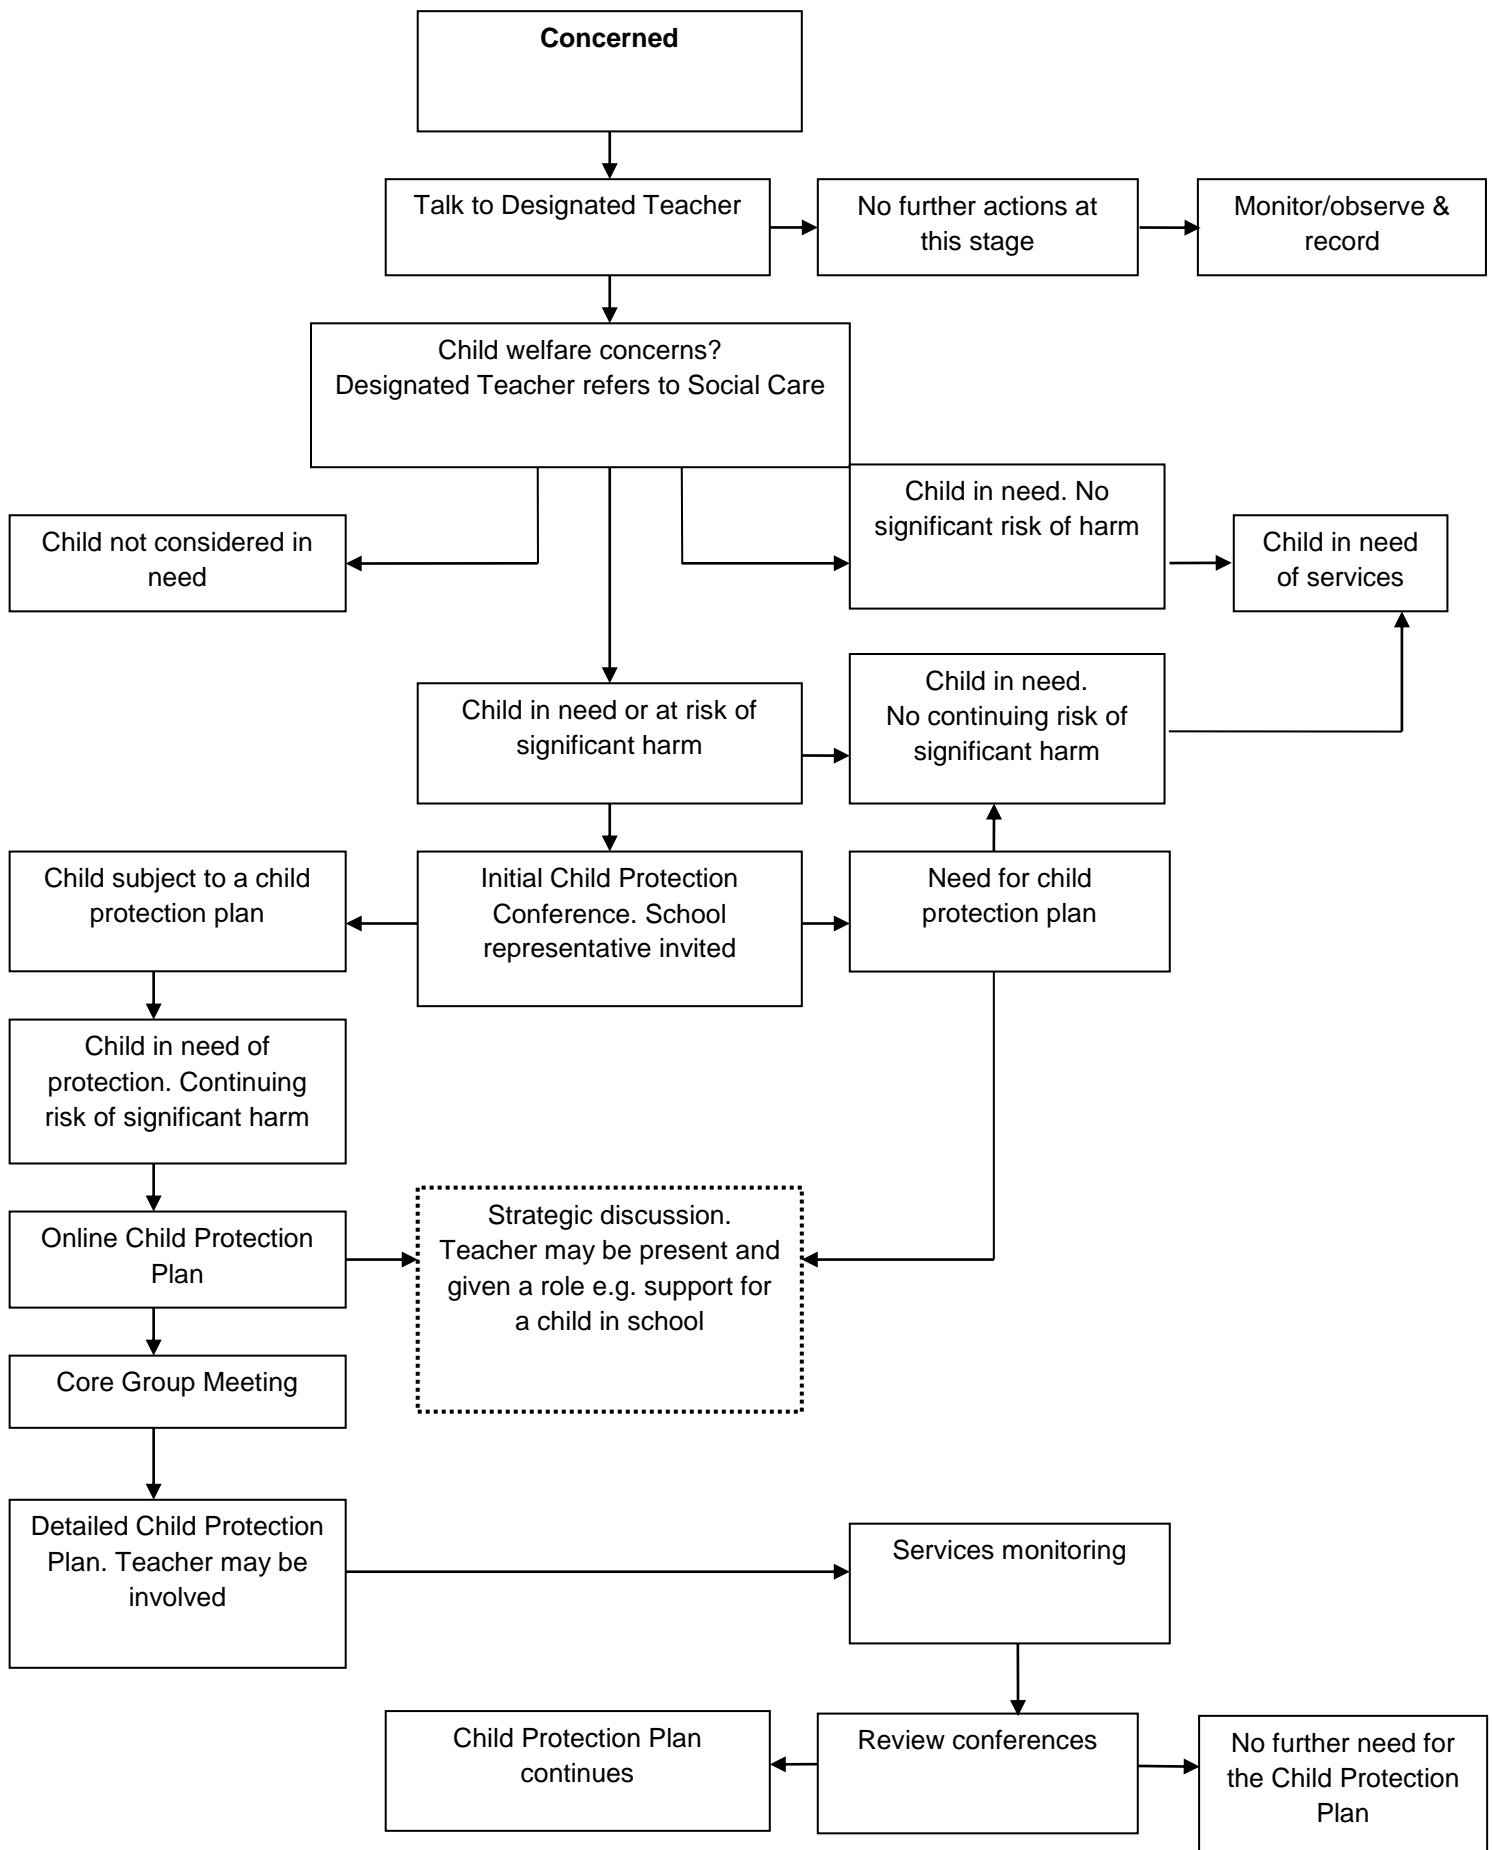 Concerned
Talk to Designated Teacher
No further actions at
this stage
Monitor/observe &
record
Child welfare concerns?
Designated Teacher refers to Social Care
Child in need. No
significant risk of harm
Child not considered in
need
Child in need
of services
Child in need or at risk of
significant harm
Child in need.
No continuing risk of
significant harm
Child subject to a child
protection plan
Initial Child Protection
Conference. School
representative invited
Need for child
protection plan
Child in need of
protection. Continuing
risk of significant harm
Online Child Protection
Plan
Strategic discussion.
Teacher may be present and
given a role e.g. support for
a child in school
Core Group Meeting
Detailed Child Protection
Plan. Teacher may be
involved
Services monitoring
Child Protection Plan
continues
Review conferences
No further need for
the Child Protection
Plan